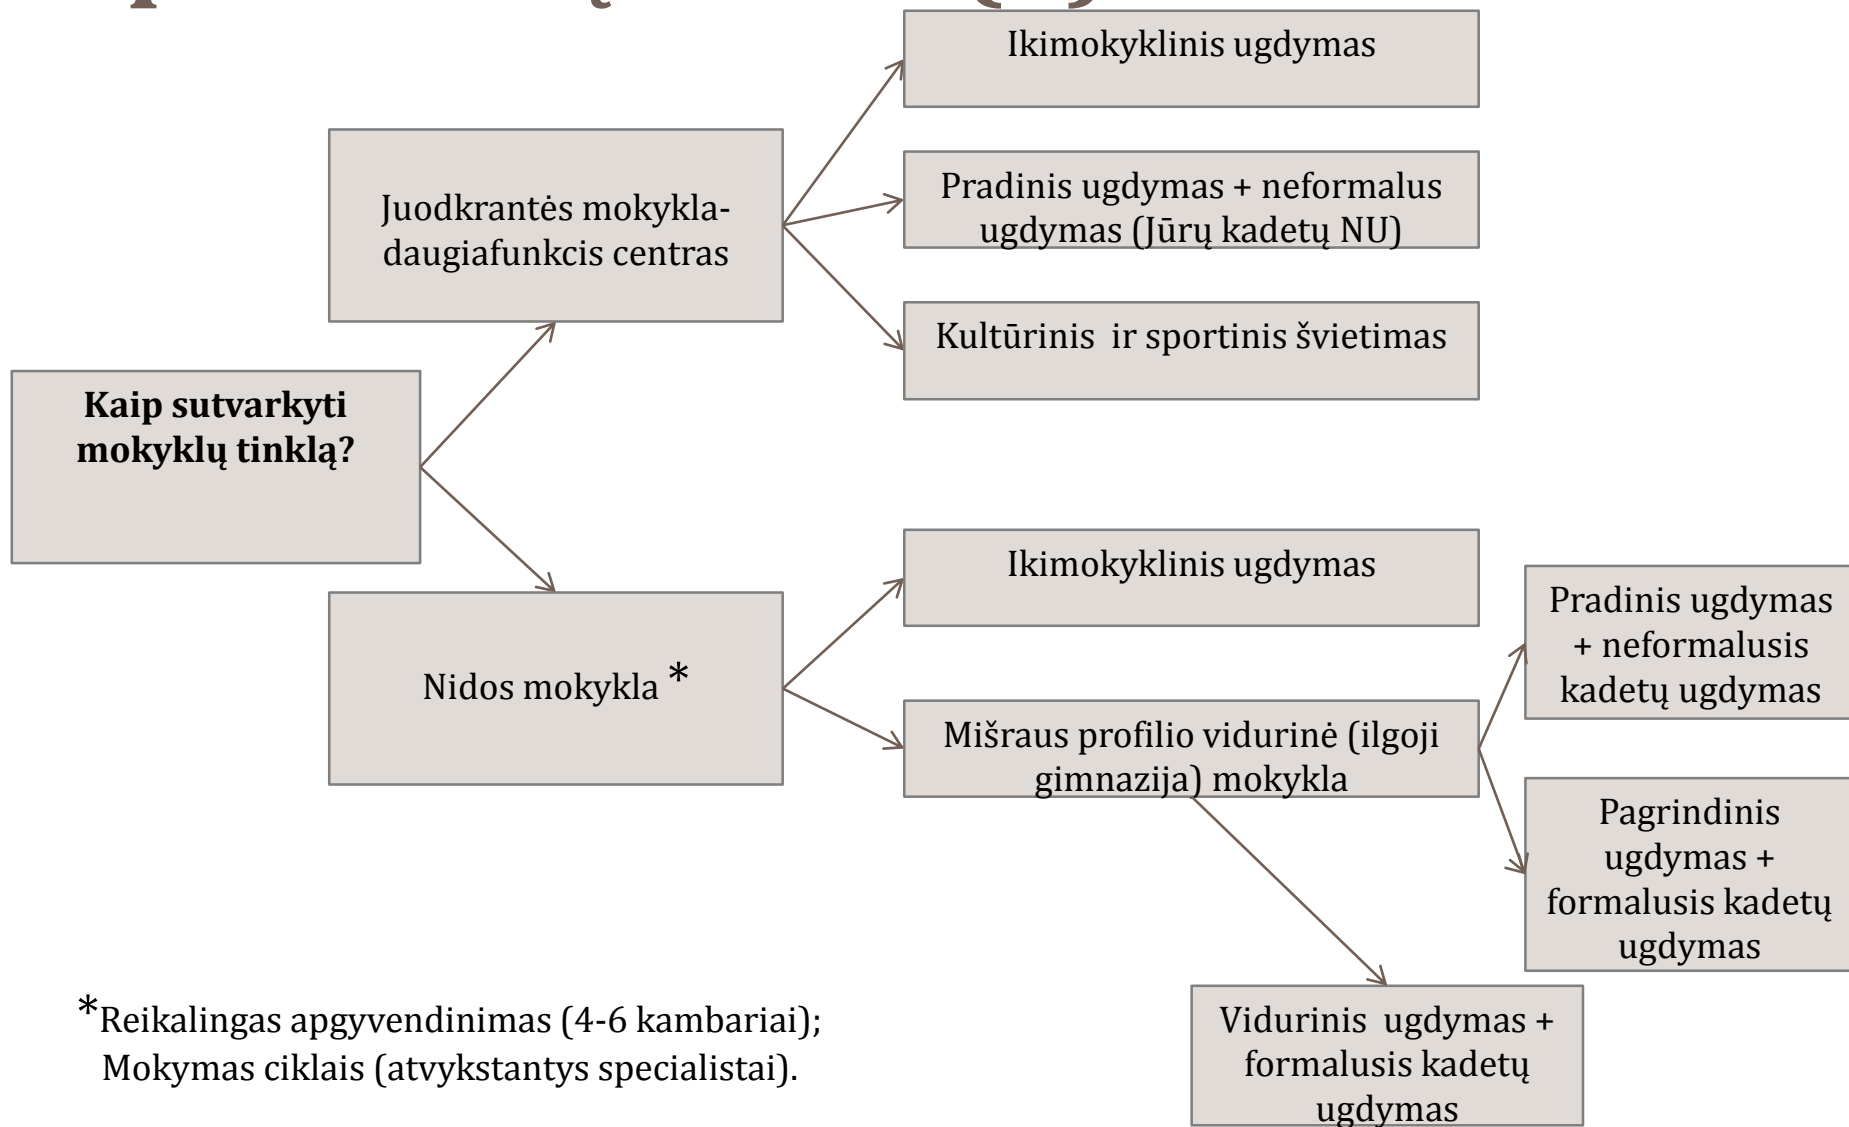 Ikimokyklinis ugdymas
Juodkrantės mokykla-
daugiafunkcis centras
Pradinis ugdymas + neformalus
ugdymas (Jūrų kadetų NU)
Kultūrinis ir sportinis švietimas
Kaip sutvarkyti
mokyklų tinklą?
Ikimokyklinis ugdymas
Nidos mokykla *
Mišraus profilio vidurinė (ilgoji
gimnazija) mokykla
Pradinis ugdymas
+ neformalusis
kadetų ugdymas
Pagrindinis
ugdymas +
formalusis kadetų
ugdymas
Vidurinis ugdymas +
formalusis kadetų
ugdymas
*Reikalingas apgyvendinimas (4-6 kambariai);
Mokymas ciklais (atvykstantys specialistai).